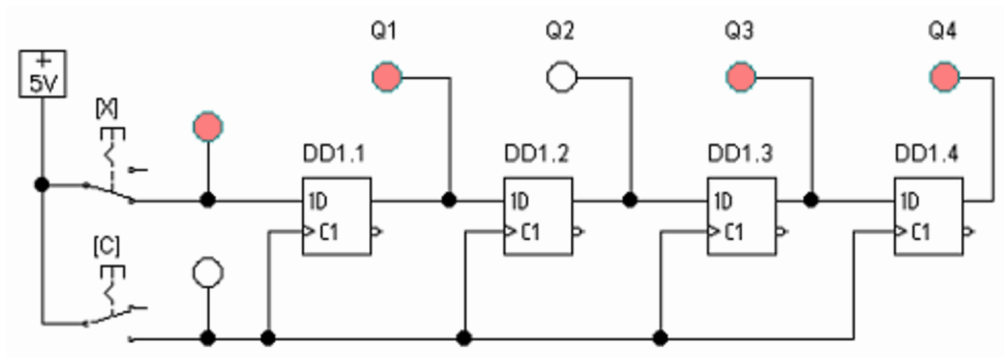 Q1 Q2 Q3 Q4
+
5V
[X]
DD1.1 DD1.2 DD1.3 DD1.4
1D 1D 1D 1D
C1 C1 C1 C1
[C]